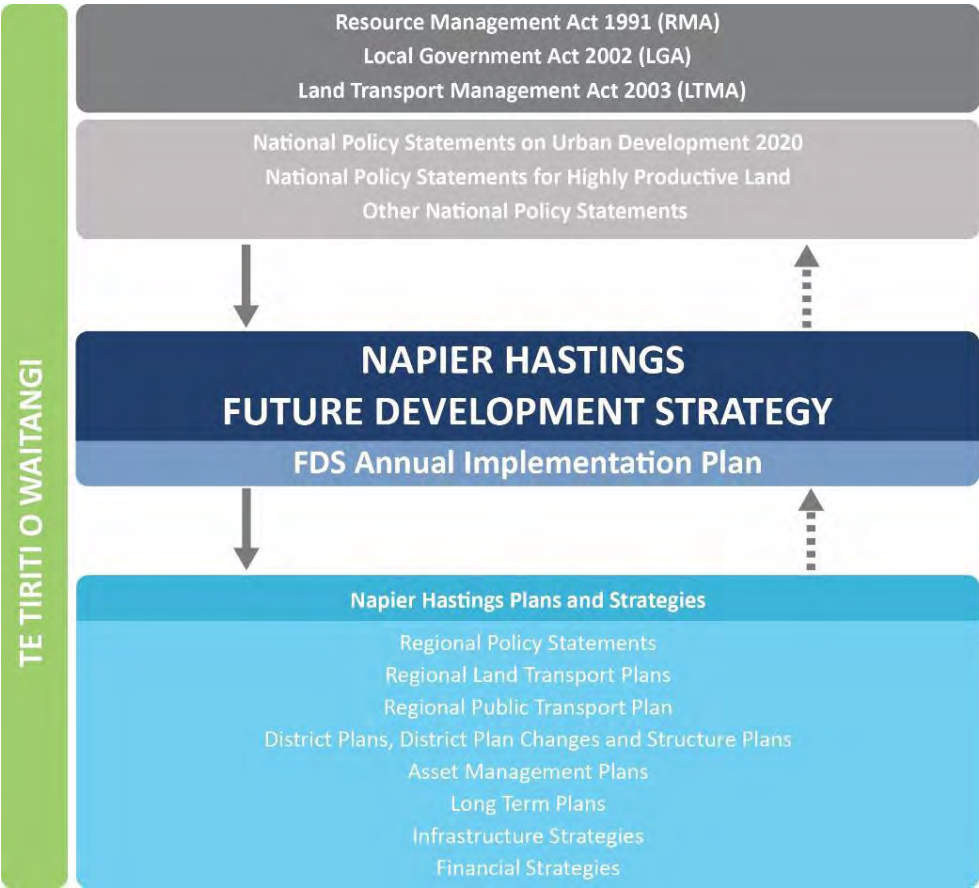 TE TIRITI O WAITANGI
Resource Management Act 1991 (RMA)
Local Government Act 2002 (LGA)
Land Transport Management Act 2003 (LTMA)
National Policy Statements on Urban Development 2020
National Policy Statements for Highly Productive Land
Other National Policy Statements
NAPIER HASTINGS
FUTURE DEVELOPMENT STRATEGY
FDS Annual Implementation Plan
Napier Hastings Plans and Strategies
Regional Policy Statements
Regional Land Transport Plans
Regional Public Transport Plan
District Plans, District Plan Changes and Structure Plans
Asset Management Plans
Long Term Plans
Infrastructure Strategies
Financial Strategies